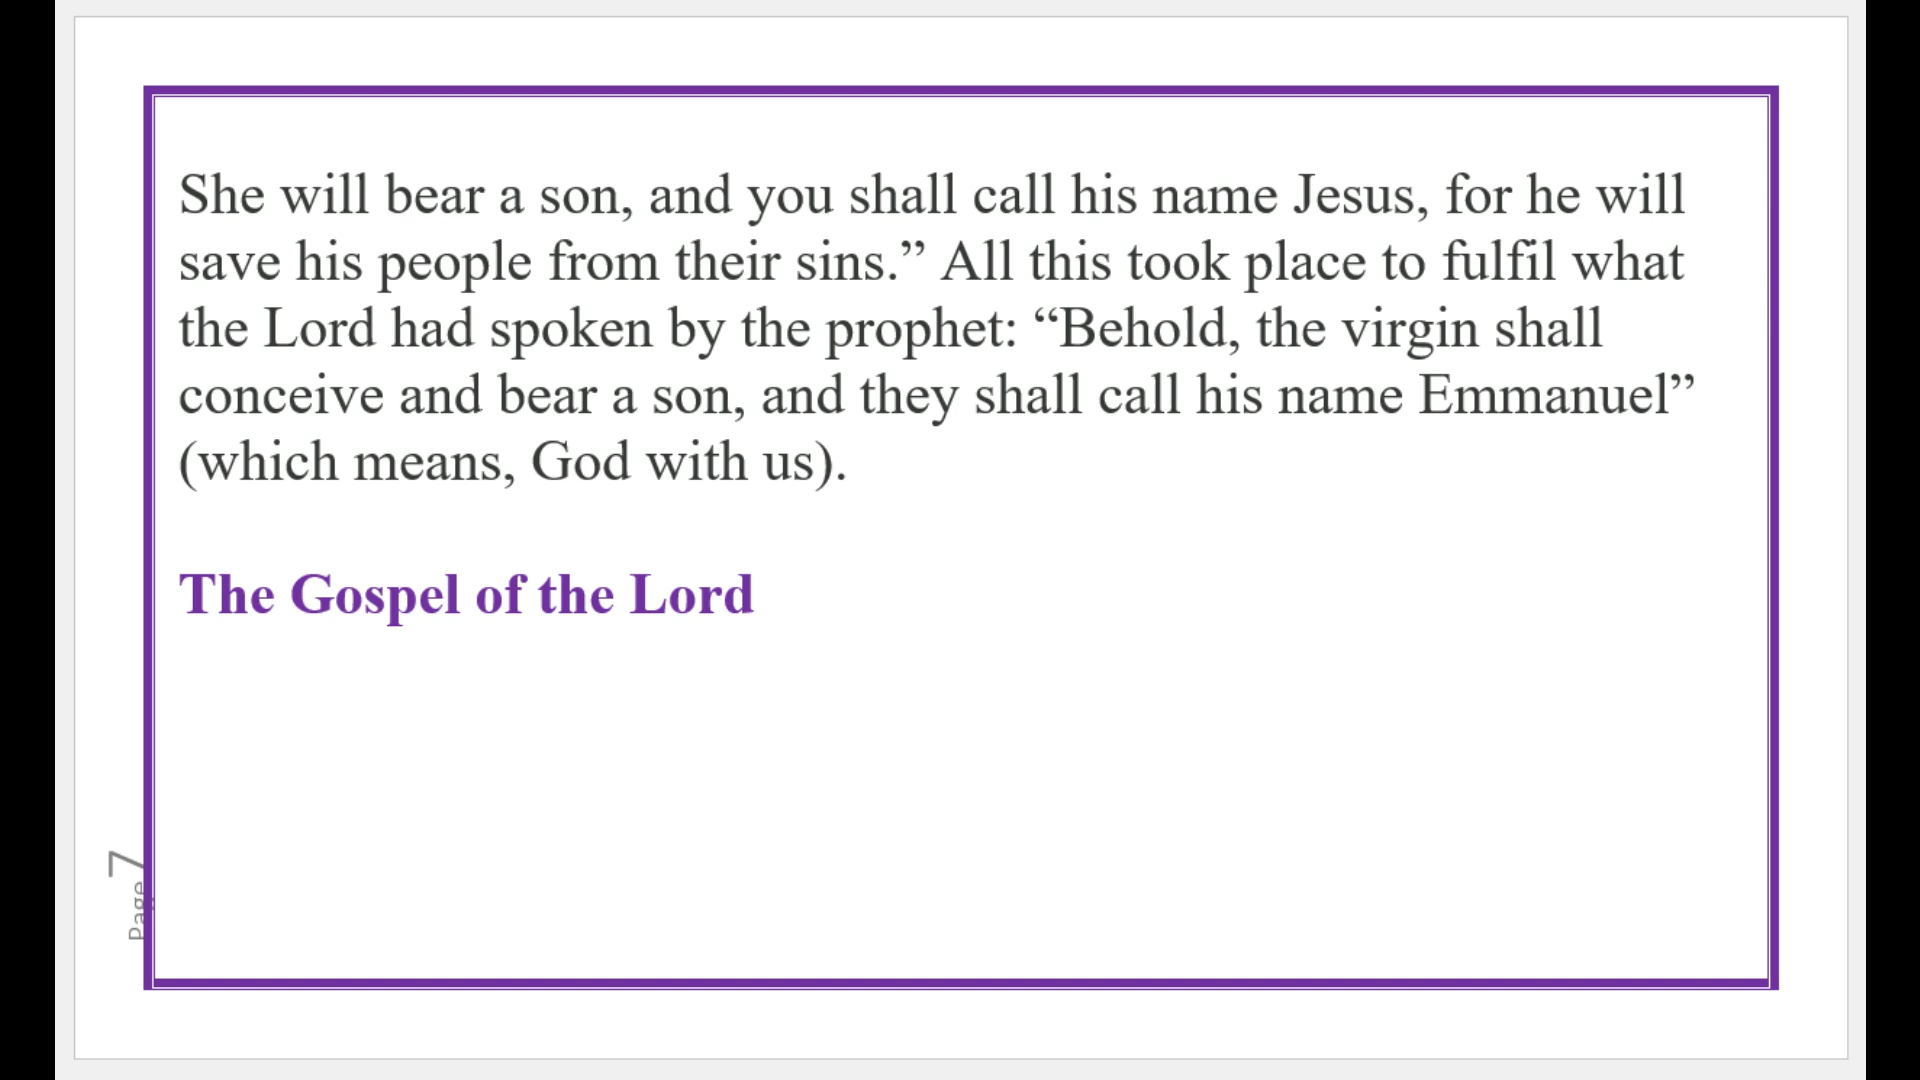 She will bear a son, and you shall call his name Jesus, for he will
save his people from their sins.” All this took place to fulfil what
the Lord had spoken by the prophet: “Behold, the virgin shall
conceive and bear a son, and they shall call his name Emmanuel”
(which means, God with us).
The Gospel of the Lord
Page 7